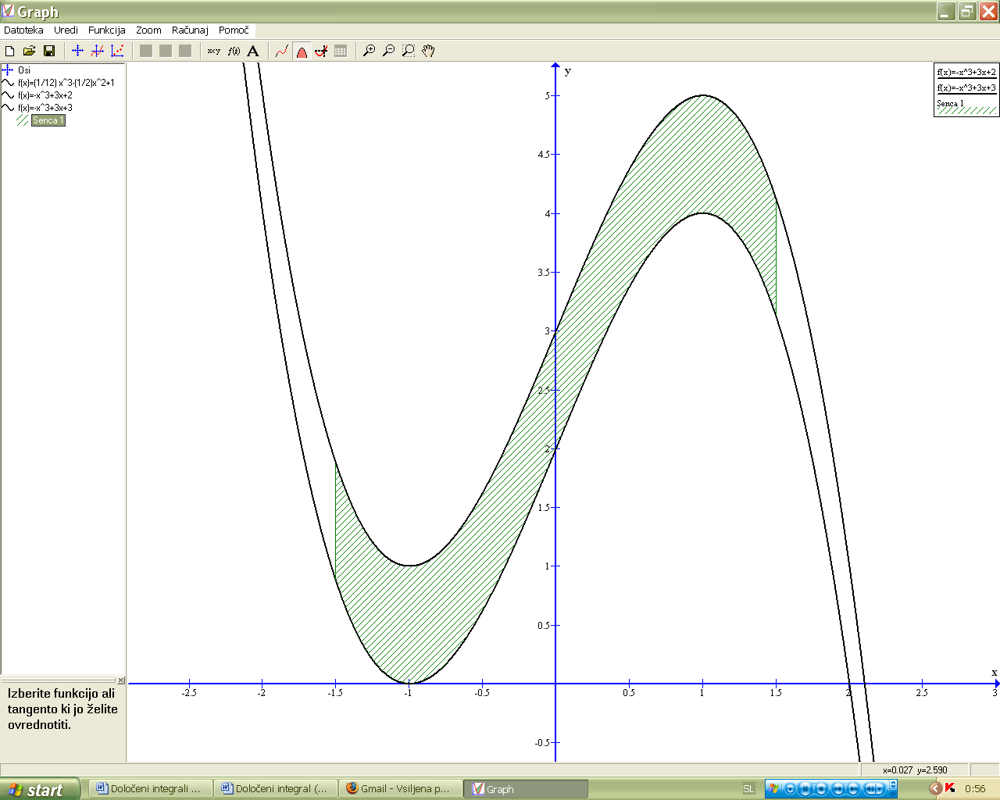 Graph
Datoteka Uredi Funkcija Zoom Računaj Pomoč
x<y f(x) A
Osi
f(x)=(1/12) x^3-(1/2)x^2+1
f(x)=-x^3+3x+2
f(x)=-x^3+3x+3
Senca 1
f(x)=-x^3+3x+2
f(x)=-x^3+3x+3
Senca 1
y
5
4.5
4
3.5
3
2.5
2
1.5
1
0.5
-0.5
x
-2.5 -2 -1.5 -1 -0.5 0.5 1 1.5 2 2.5 3
Izberite funkcijo ali
tangento ki jo želite
ovrednotiti.
x=0.027 y=2.590
start
Določeni integrali ...
Določeni integral (...
Gmail - Vsiljena p...
Graph
SL
0:56